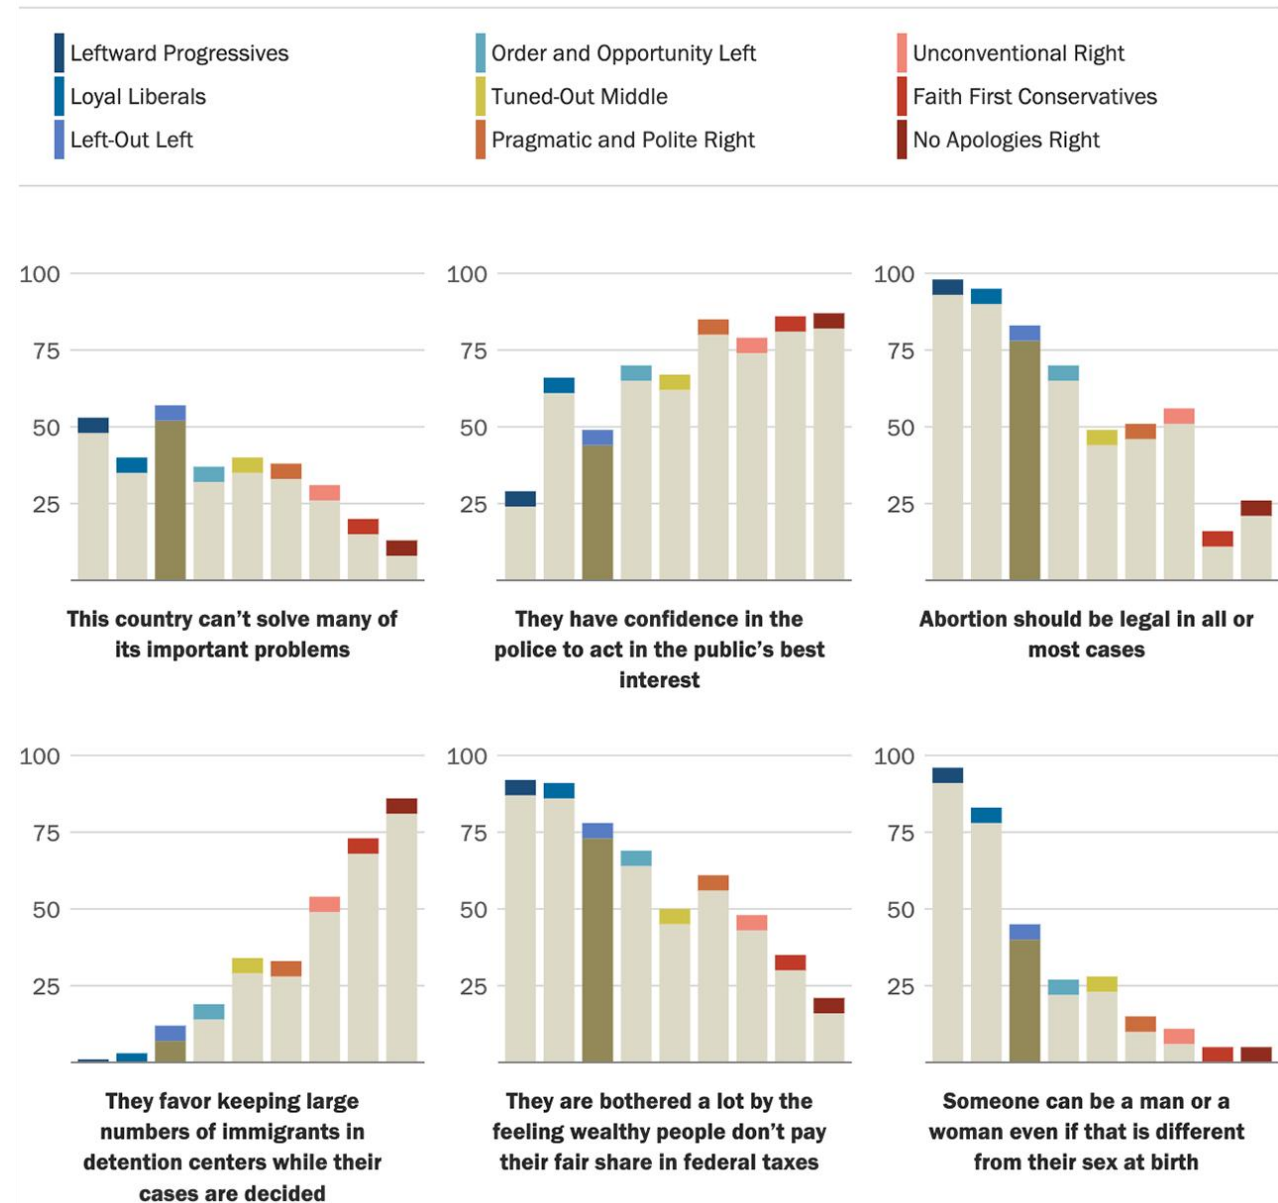 Leftward Progressives
Loyal Liberals
Left-Out Left
Order and Opportunity Left
Tuned-Out Middle
Pragmatic and Polite Right
Unconventional Right
Faith First Conservatives
No Apologies Right
100
75
50
25
This country can’t solve many of
its important problems
100
75
50
25
They have confidence in the
police to act in the public’s best
interest
100
75
50
25
Abortion should be legal in all or
most cases
100
75
50
25
They favor keeping large
numbers of immigrants in
detention centers while their
cases are decided
100
75
50
25
They are bothered a lot by the
feeling wealthy people don’t pay
their fair share in federal taxes
100
75
50
25
Someone can be a man or a
woman even if that is different
from their sex at birth